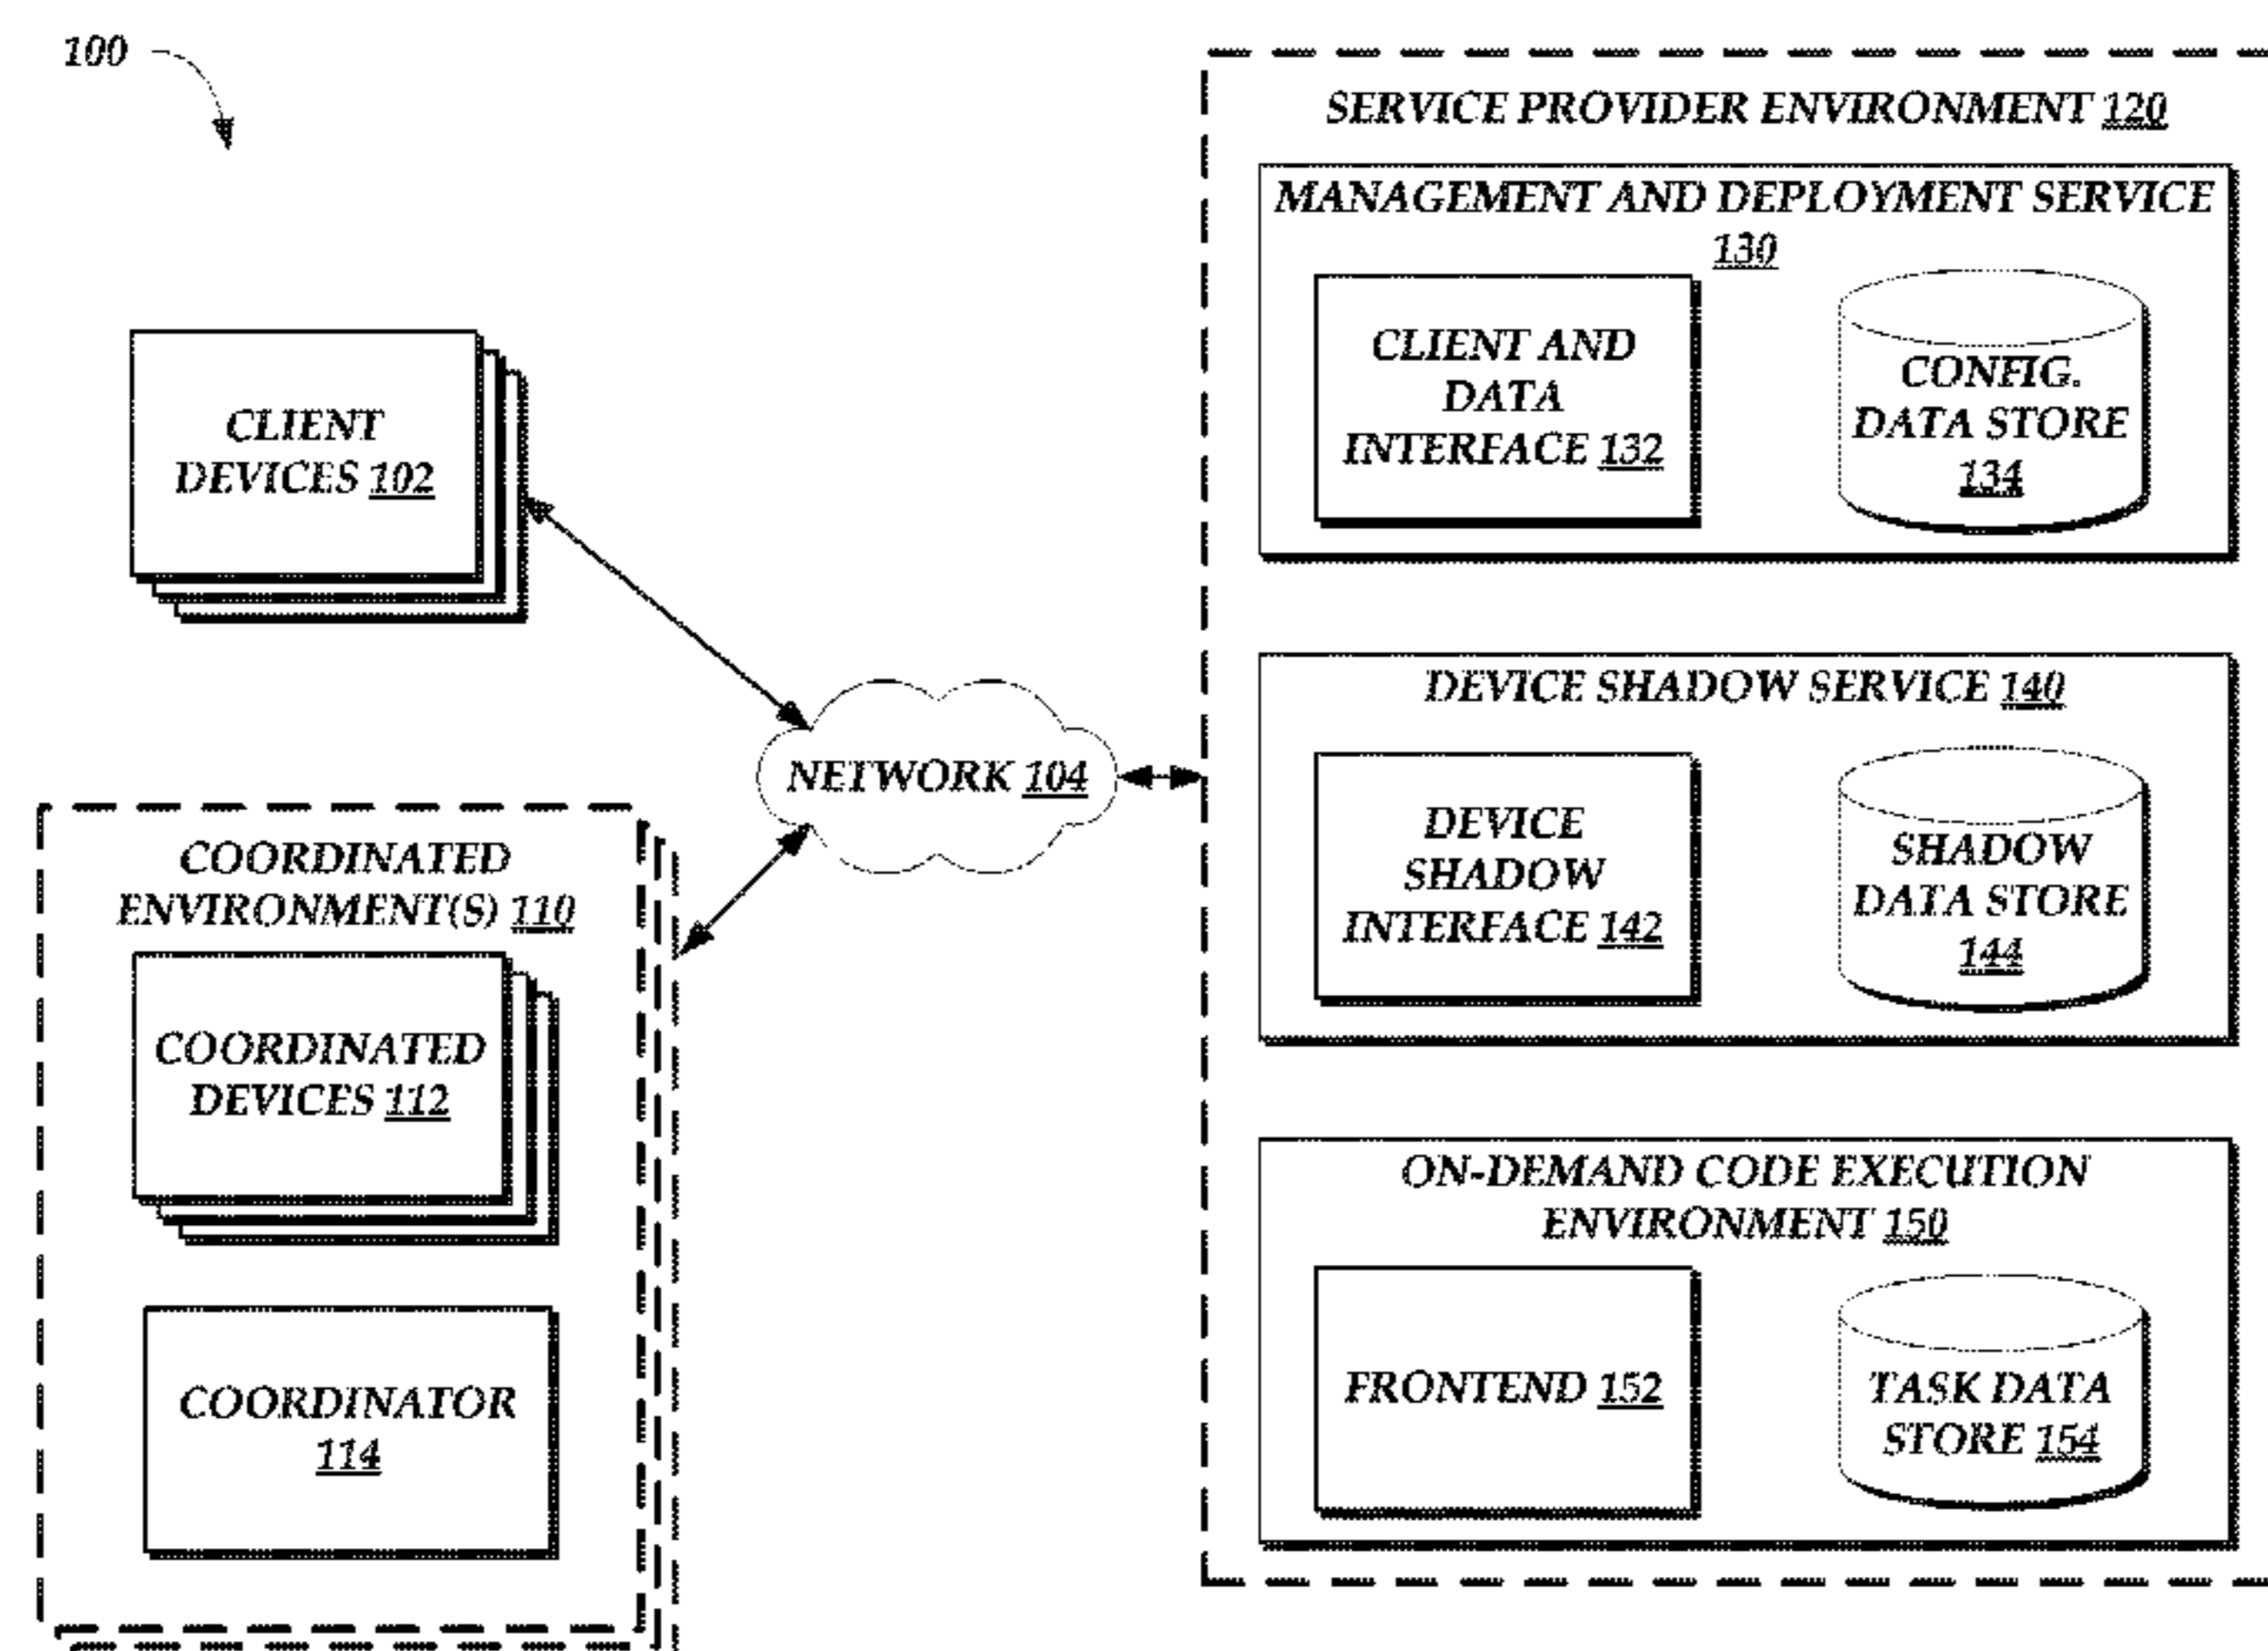 100
SERVICE PROVIDER ENVIRONMENT 120
MANAGEMENT AND DEPLOYMENT SERVICE
130
CLIENT AND
DATA
INTERFACE 132
CONFIG.
DATA STORE
134
CLIENT
DEVICES 102
NETWORK 104
DEVICE SHADOW SERVICE 140
DEVICE
SHADOW
INTERFACE 142
SHADOW
DATA STORE
144
COORDINATED
ENVIRONMENT(S) 110
COORDINATED
DEVICES 112
COORDINATOR
114
ON-DEMAND CODE EXECUTION
ENVIRONMENT 150
FRONTEND 152
TASK DATA
STORE 154